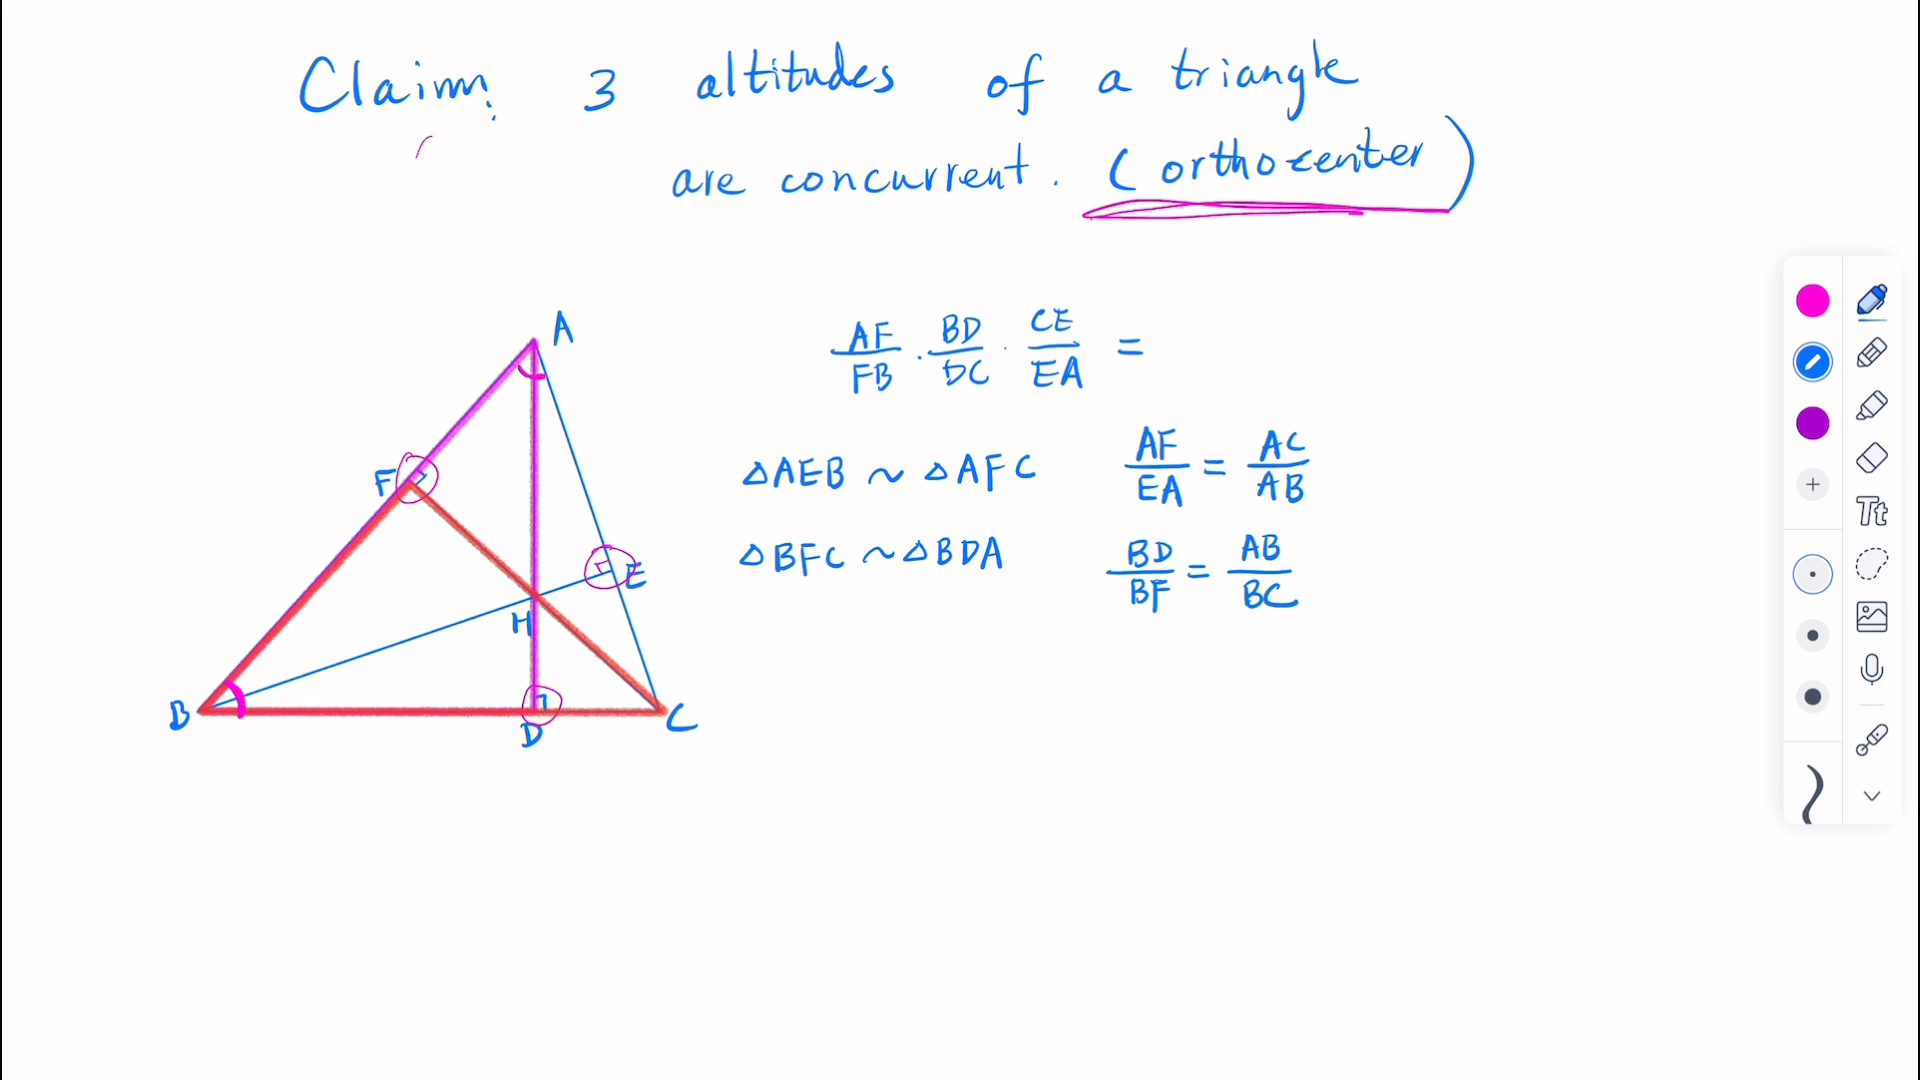 Claim: 3 altitudes of a triangle
are concurrent. (orthocenter)
A
AF/FB · BD/DC · CE/EA =
△AEB ~ △AFC AF/EA = AC/AB
F
△BFC ~ △BDA BD/BF = AB/BC
E
H
B
D
C
Tt